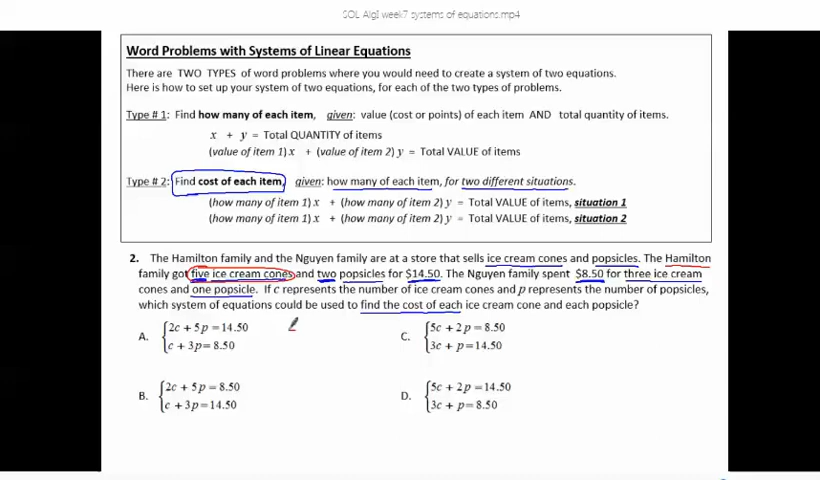 SOL AlgI week7 systems of equations.mp4
Word Problems with Systems of Linear Equations
There are TWO TYPES of word problems where you would need to create a system of two equations.
Here is how to set up your system of two equations, for each of the two types of problems.
Type # 1: Find how many of each item, given: value (cost or points) of each item AND total quantity of items.
x + y = Total QUANTITY of items
(value of item 1) x + (value of item 2) y = Total VALUE of items
Type # 2: Find cost of each item, given: how many of each item, for two different situations.
(how many of item 1) x + (how many of item 2) y = Total VALUE of items, situation 1
(how many of item 1) x + (how many of item 2) y = Total VALUE of items, situation 2
2. The Hamilton family and the Nguyen family are at a store that sells ice cream cones and popsicles. The Hamilton
family got five ice cream cones and two popsicles for $14.50. The Nguyen family spent $8.50 for three ice cream
cones and one popsicle. If c represents the number of ice cream cones and p represents the number of popsicles,
which system of equations could be used to find the cost of each ice cream cone and each popsicle?
A. 2c + 5p = 14.50
c + 3p = 8.50
C. 5c + 2p = 8.50
3c + p = 14.50
B. 2c + 5p = 8.50
c + 3p = 14.50
D. 5c + 2p = 14.50
3c + p = 8.50